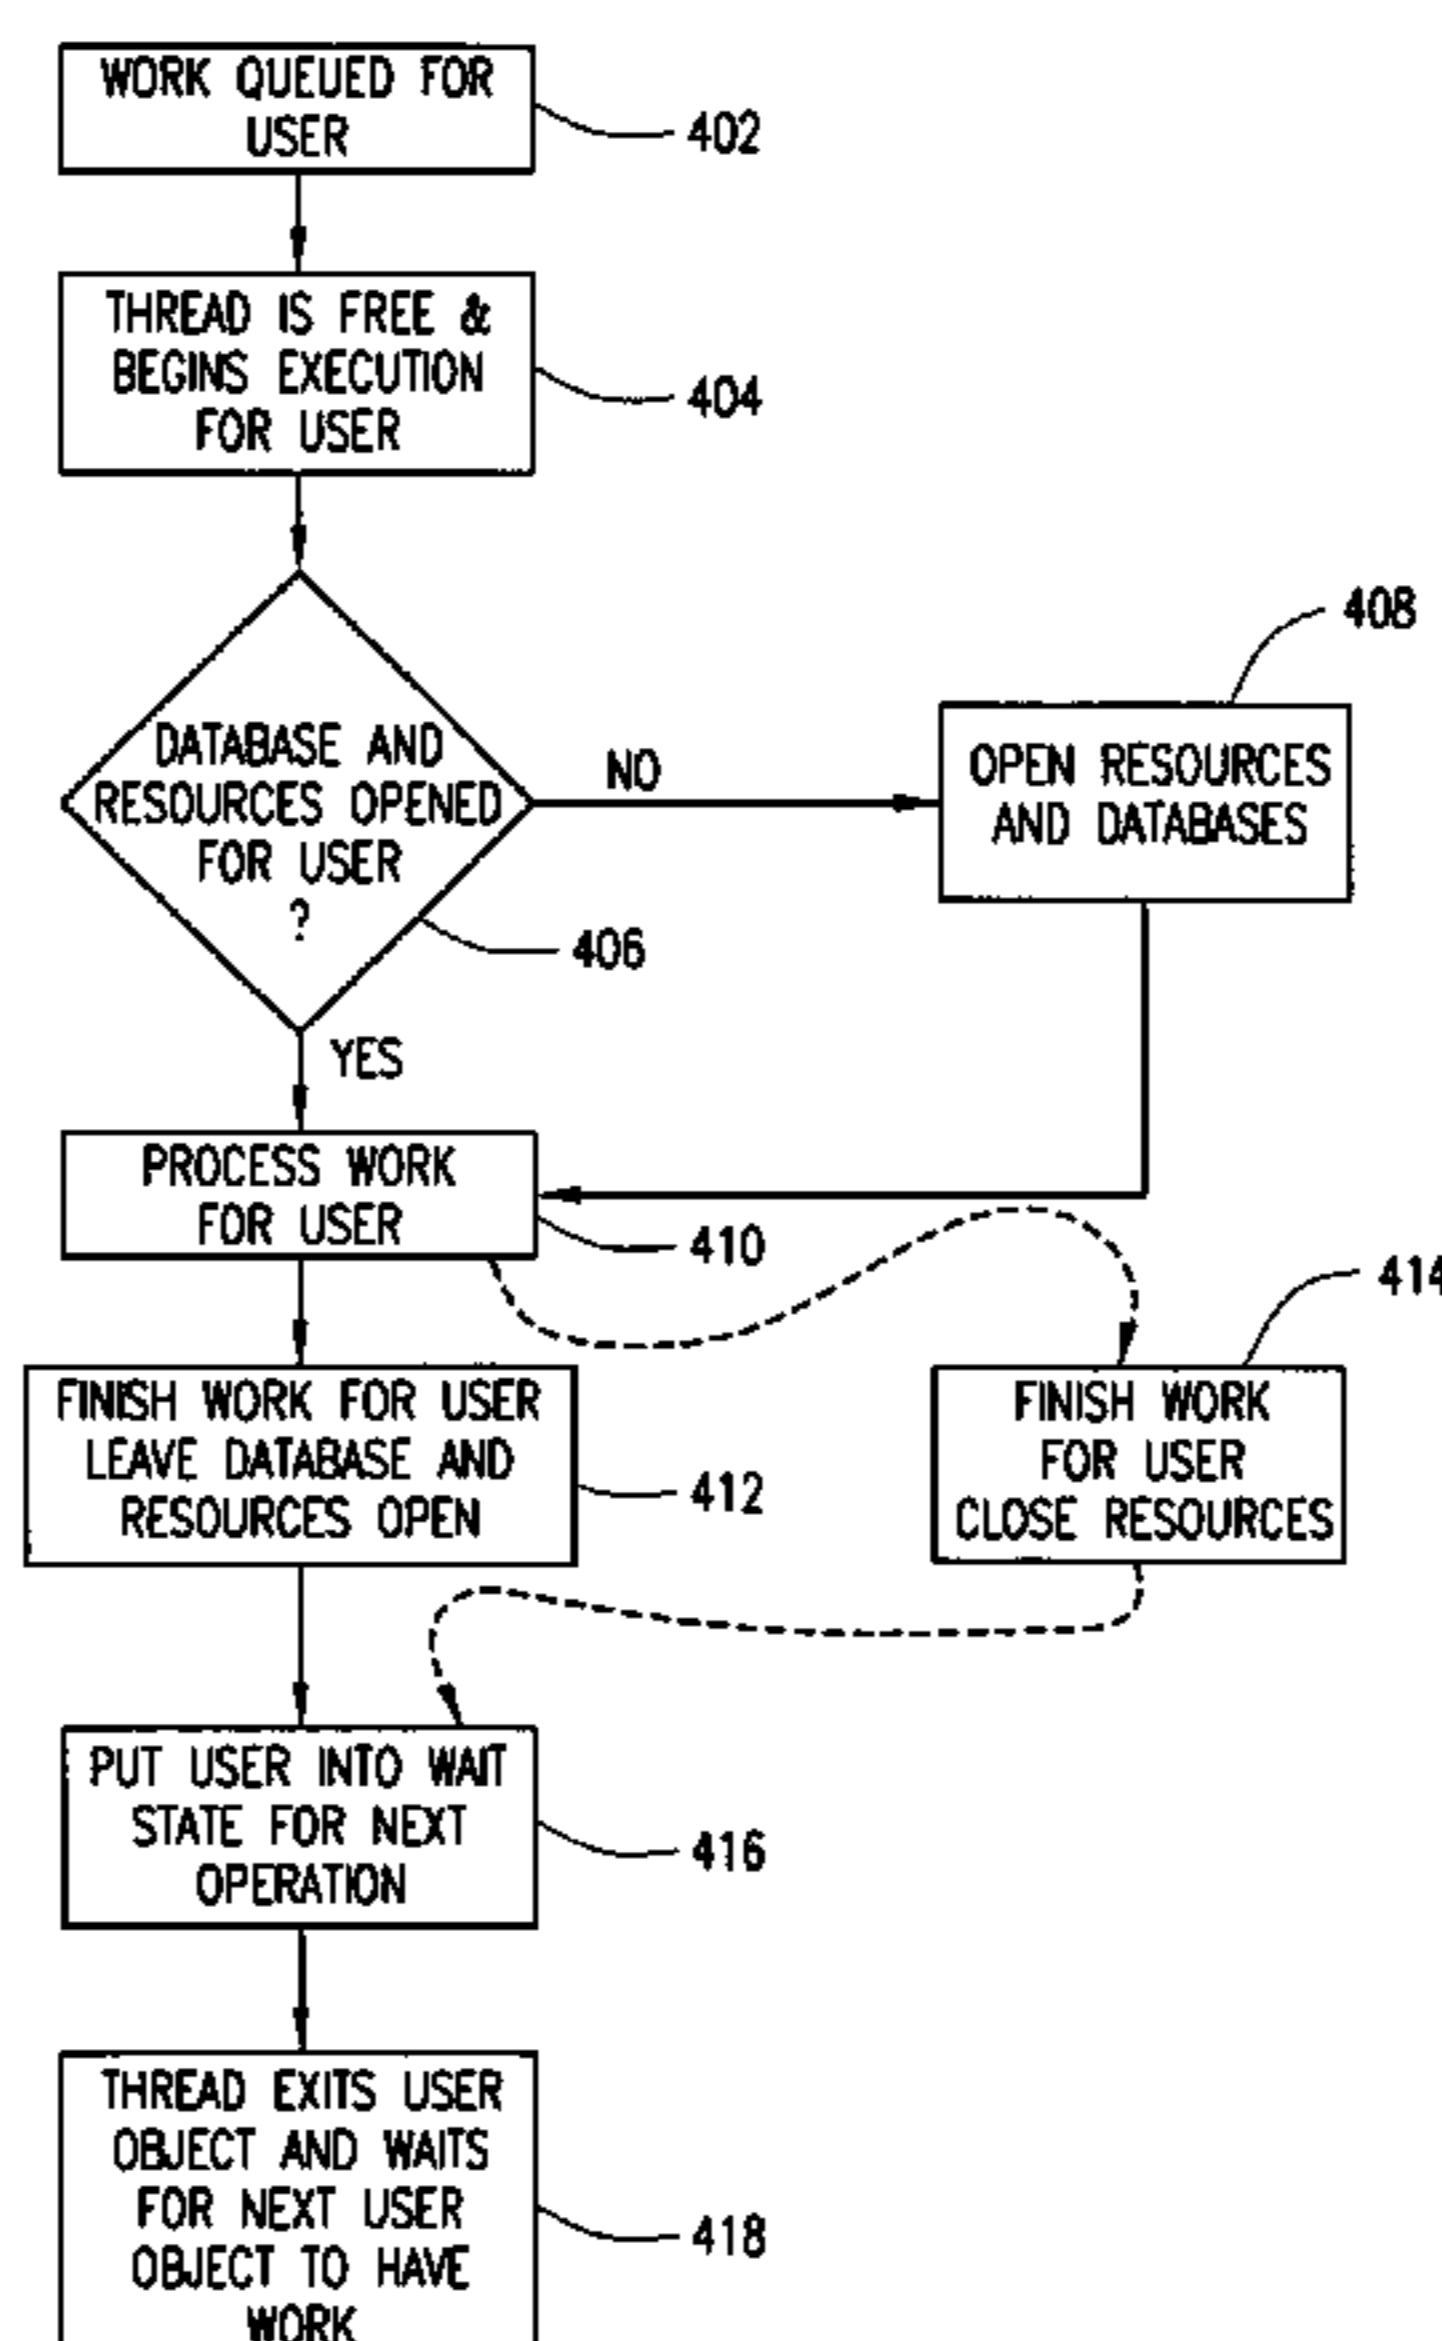 WORK QUEUED FOR
USER
402
THREAD IS FREE &
BEGINS EXECUTION
FOR USER
404
DATABASE AND
RESOURCES OPENED
FOR USER
?
406
NO
408
OPEN RESOURCES
AND DATABASES
YES
PROCESS WORK
FOR USER
410
414
FINISH WORK FOR USER
LEAVE DATABASE AND
RESOURCES OPEN
412
FINISH WORK
FOR USER
CLOSE RESOURCES
PUT USER INTO WAIT
STATE FOR NEXT
OPERATION
416
THREAD EXITS USER
OBJECT AND WAITS
FOR NEXT USER
OBJECT TO HAVE
WORK
418